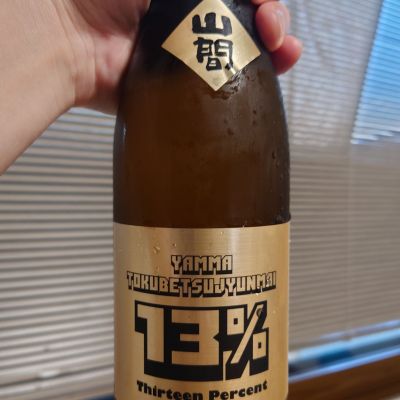 山間
YAMMA
TOKUBETSUJYUNMAI
13%
Thirteen Percent